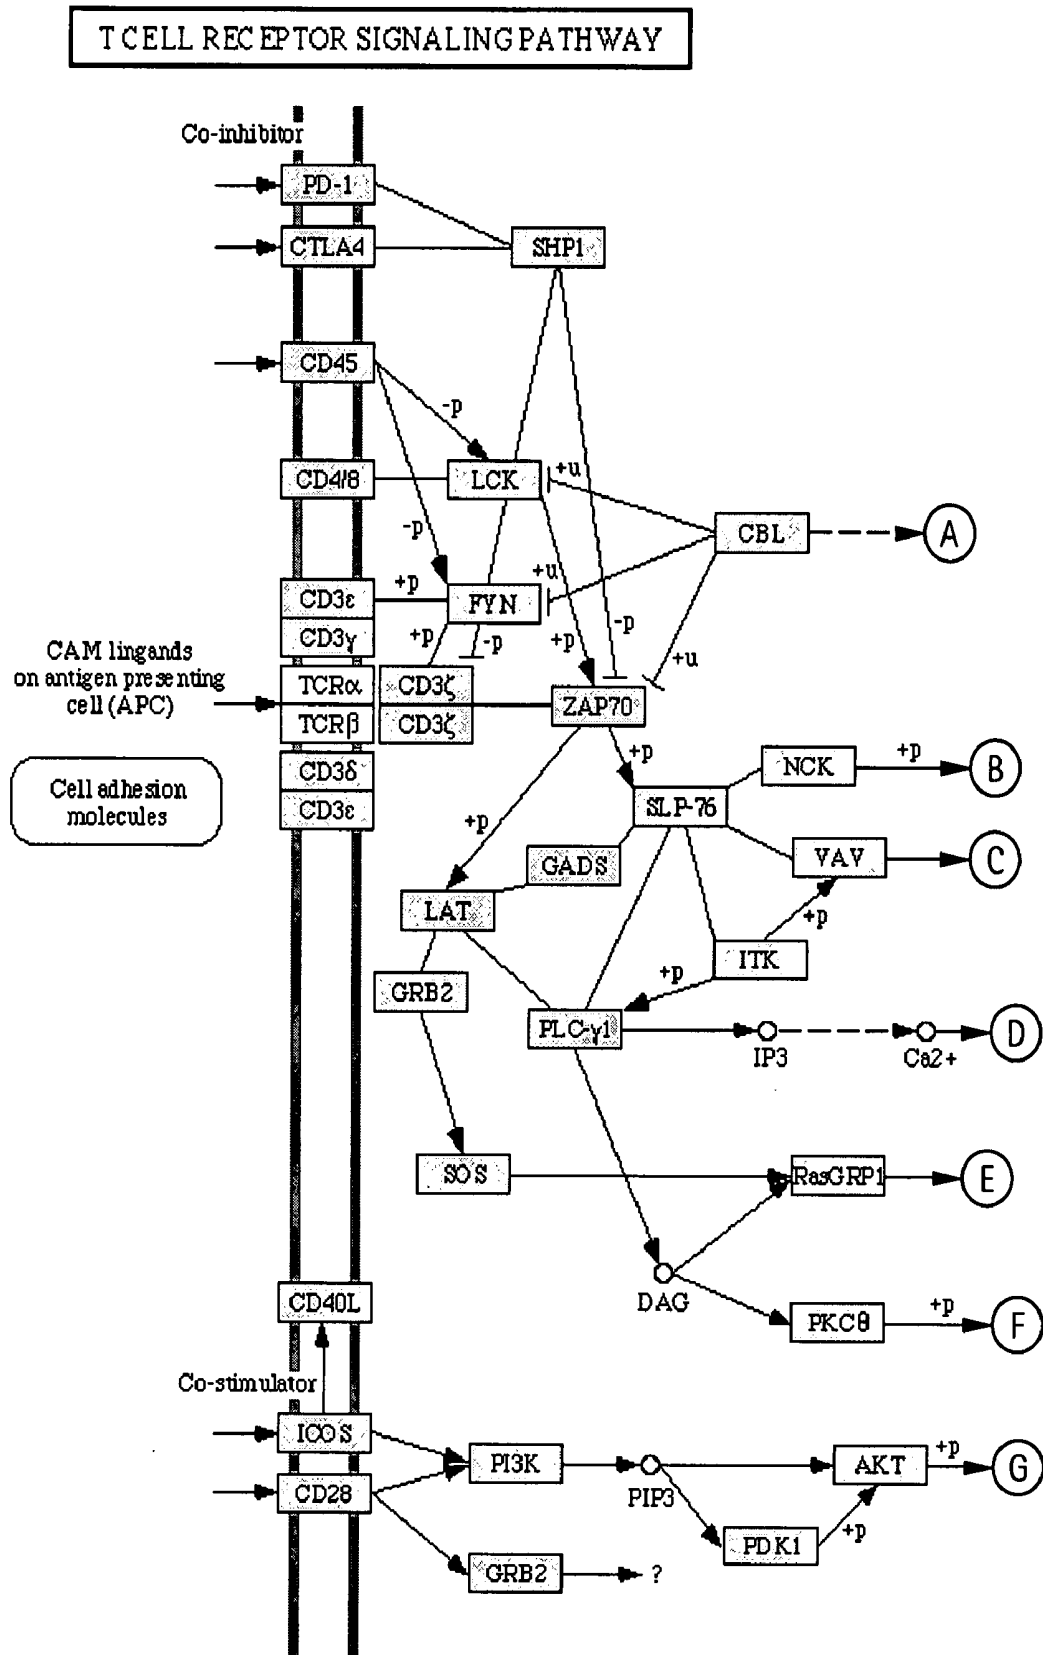 T CELL RECEPTOR SIGNALING PATHWAY
Co-inhibitor
PD-1
CTLA4
SHP1
CD45
-p
CD4/8
LCK
+u
CBL
A
-p
CD3ε
+p
FYN
+u
CD3γ
+p
-p
+p
-p
+u
CAM lingands
on antigen presenting
cell (APC)
TCRα
CD3ζ
TCRβ
CD3ζ
ZAP70
CD3δ
CD3ε
Cell adhesion
molecules
+p
+p
NCK
+p
B
SLP-76
GADS
VAV
C
LAT
+p
ITK
GRB2
+p
PLC-γ1
IP3
Ca2+
D
SOS
RasGRP1
E
DAG
CD40L
PKCθ
+p
F
Co-stimulator
ICOS
PI3K
PIP3
AKT
+p
G
CD28
PDK1
+p
GRB2
?